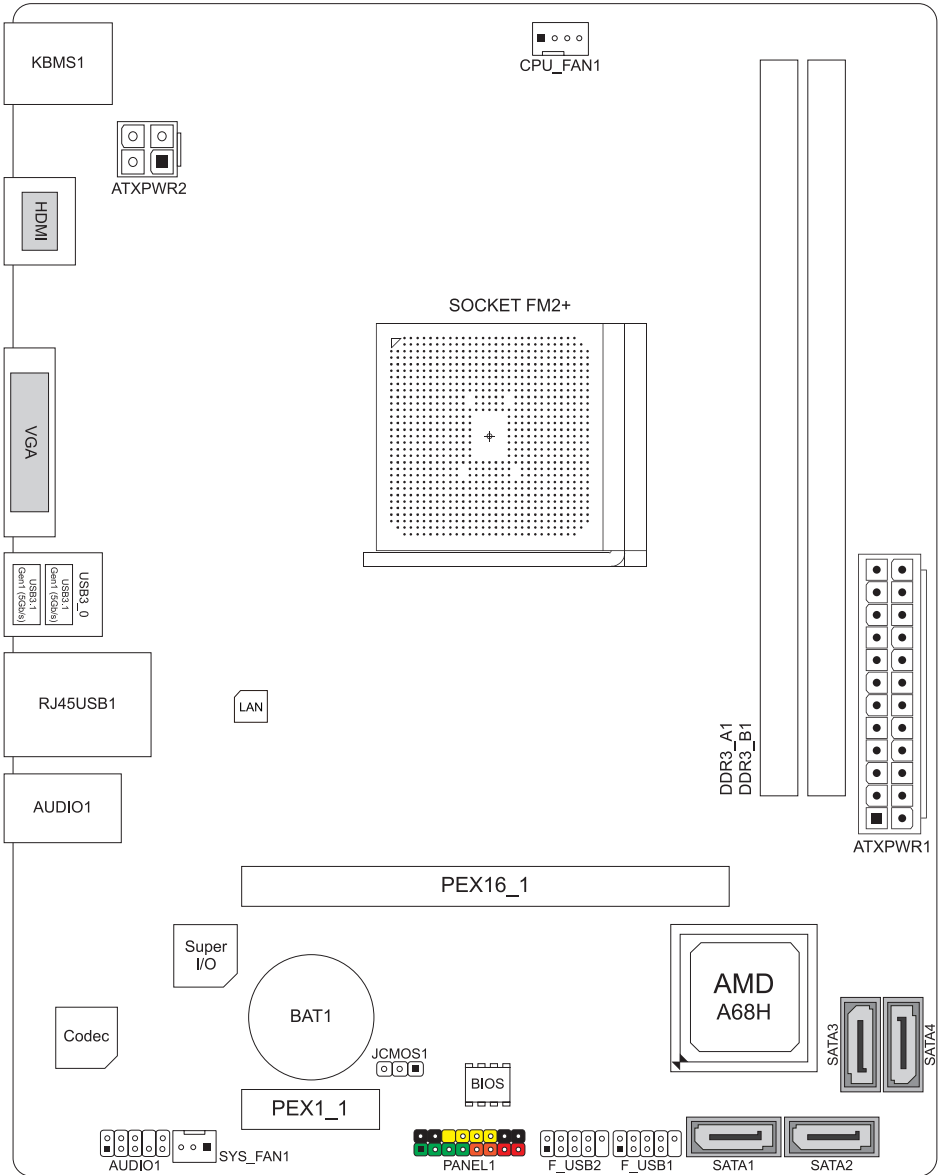 KBMS1
CPU_FAN1
ATXPWR2
HDMI
SOCKET FM2+
VGA
USB3_0
USB3.1
Gen1 (5Gb/s)
USB3.1
Gen1 (5Gb/s)
RJ45USB1
LAN
DDR3_A1
DDR3_B1
AUDIO1
ATXPWR1
PEX16_1
Super
I/O
AMD
A68H
BAT1
Codec
SATA3
SATA4
JCMOS1
BIOS
PEX1_1
AUDIO1
SYS_FAN1
PANEL1
F_USB2
F_USB1
SATA1
SATA2